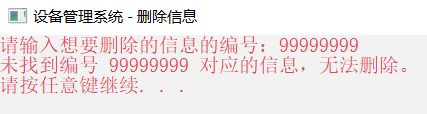 设备管理系统 - 删除信息
请输入想要删除的信息的编号：99999999
未找到编号 99999999 对应的信息，无法删除。
请按任意键继续. . .